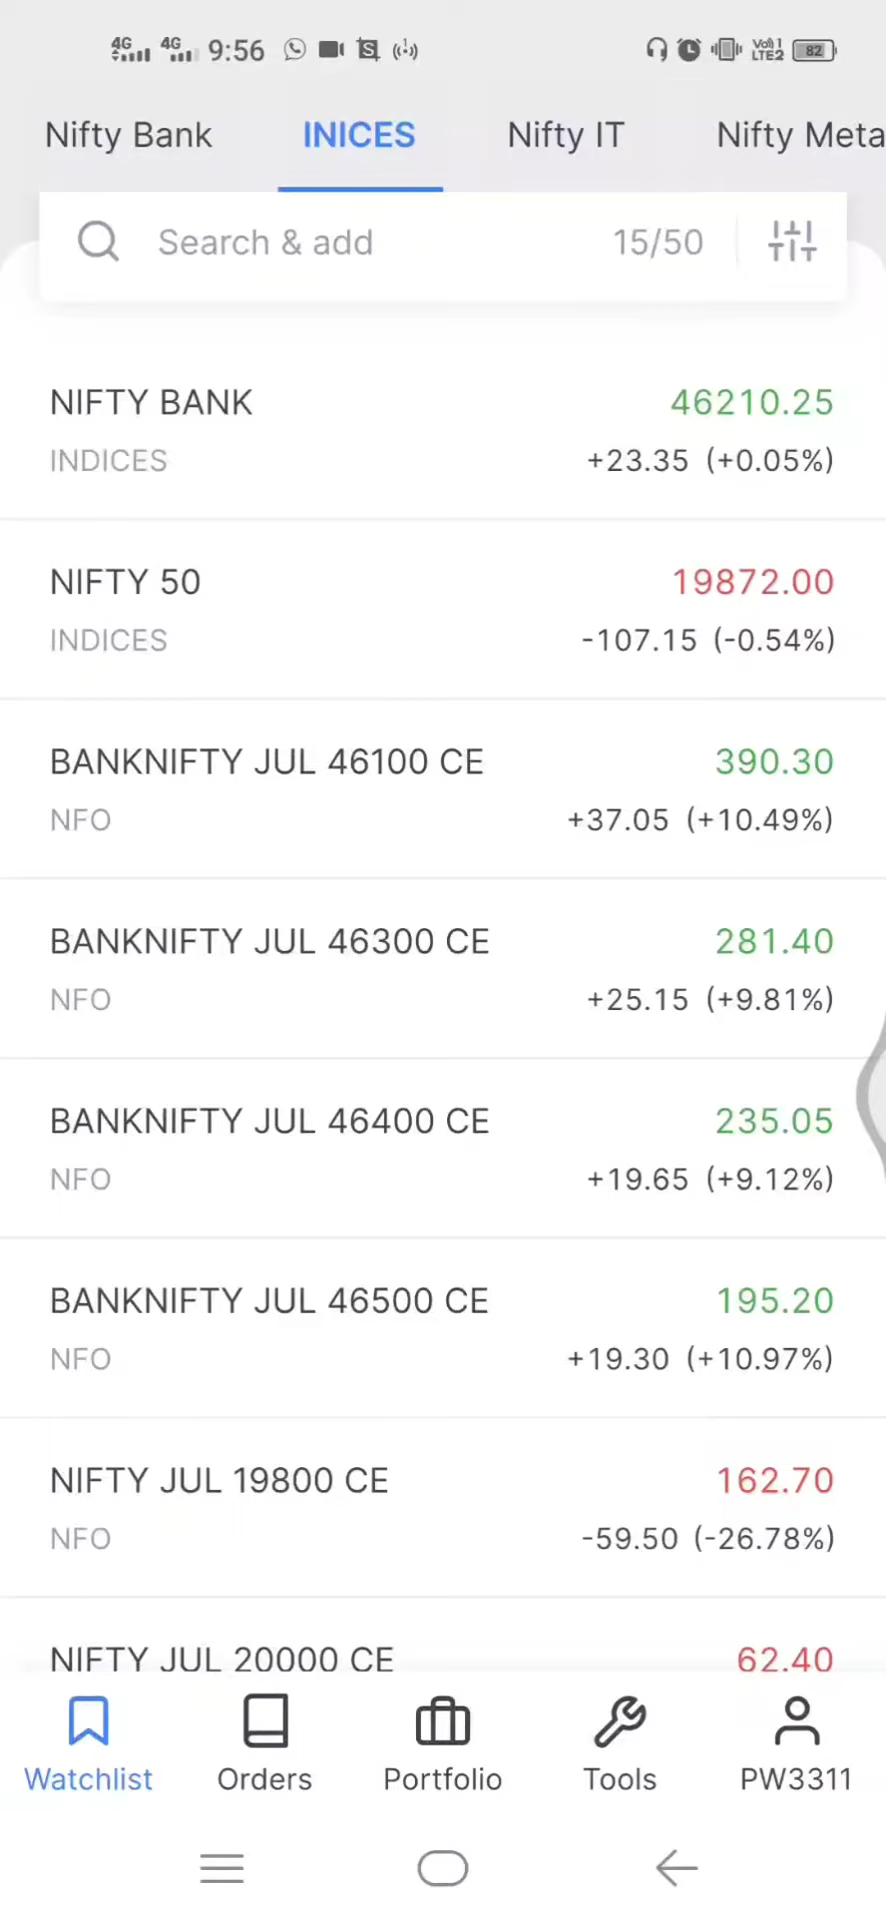 4G 4G 9:56 Vo)) 1 LTE2 82
Nifty Bank INICES Nifty IT Nifty Meta
Search & add 15/50
NIFTY BANK 46210.25
INDICES +23.35 (+0.05%)
NIFTY 50 19872.00
INDICES -107.15 (-0.54%)
BANKNIFTY JUL 46100 CE 390.30
NFO +37.05 (+10.49%)
BANKNIFTY JUL 46300 CE 281.40
NFO +25.15 (+9.81%)
BANKNIFTY JUL 46400 CE 235.05
NFO +19.65 (+9.12%)
BANKNIFTY JUL 46500 CE 195.20
NFO +19.30 (+10.97%)
NIFTY JUL 19800 CE 162.70
NFO -59.50 (-26.78%)
NIFTY JUL 20000 CE 62.40
Watchlist Orders Portfolio Tools PW3311